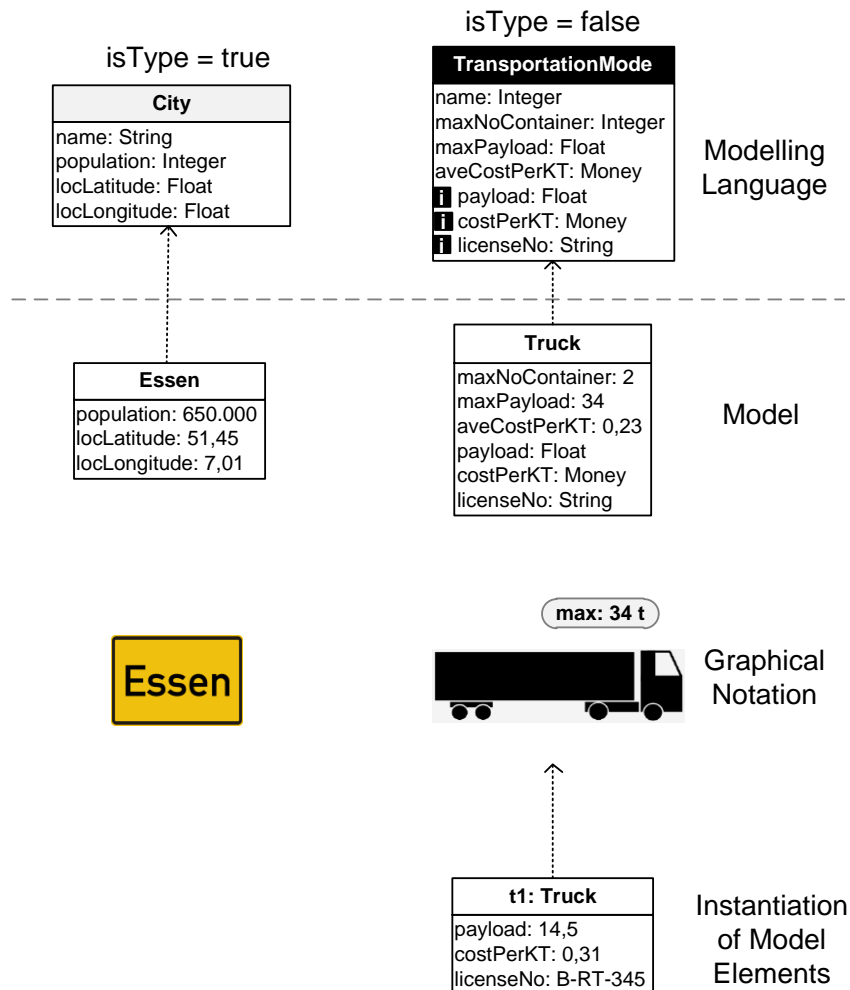 isType = true
isType = false
City
name: String
population: Integer
locLatitude: Float
locLongitude: Float
TransportationMode
name: Integer
maxNoContainer: Integer
maxPayload: Float
aveCostPerKT: Money
i payload: Float
i costPerKT: Money
i licenseNo: String
Modelling
Language
Essen
population: 650.000
locLatitude: 51,45
locLongitude: 7,01
Truck
maxNoContainer: 2
maxPayload: 34
aveCostPerKT: 0,23
payload: Float
costPerKT: Money
licenseNo: String
Model
Essen
max: 34 t
Graphical
Notation
t1: Truck
payload: 14,5
costPerKT: 0,31
licenseNo: B-RT-345
Instantiation
of Model
Elements